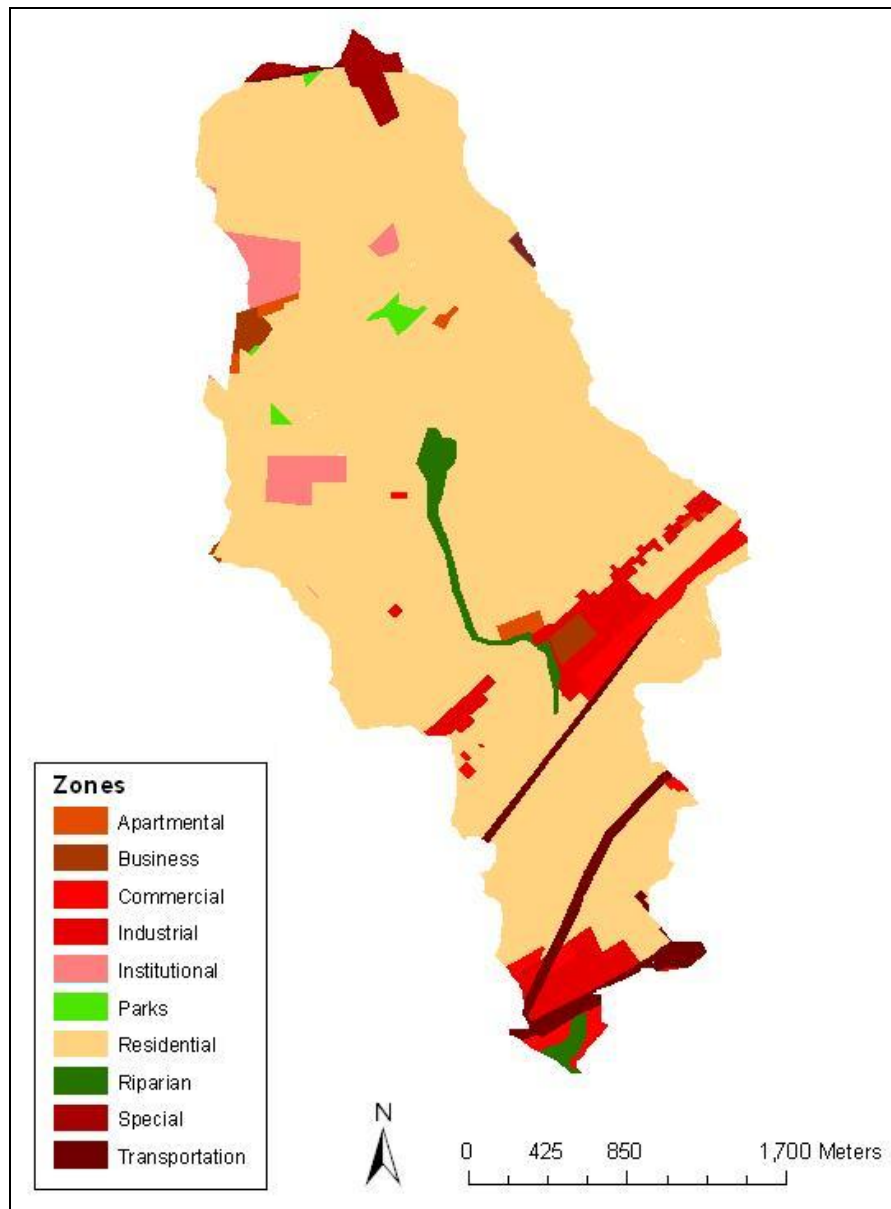 Zones
Apartmental
Business
Commercial
Industrial
Institutional
Parks
Residential
Riparian
Special
Transportation
N
0 425 850 1,700 Meters